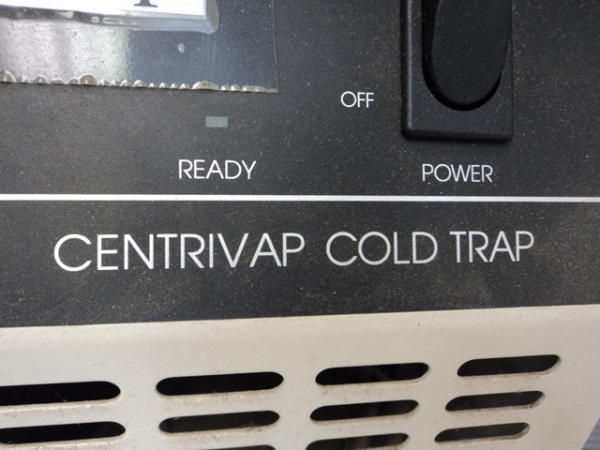 OFF
READY POWER
CENTRIVAP COLD TRAP